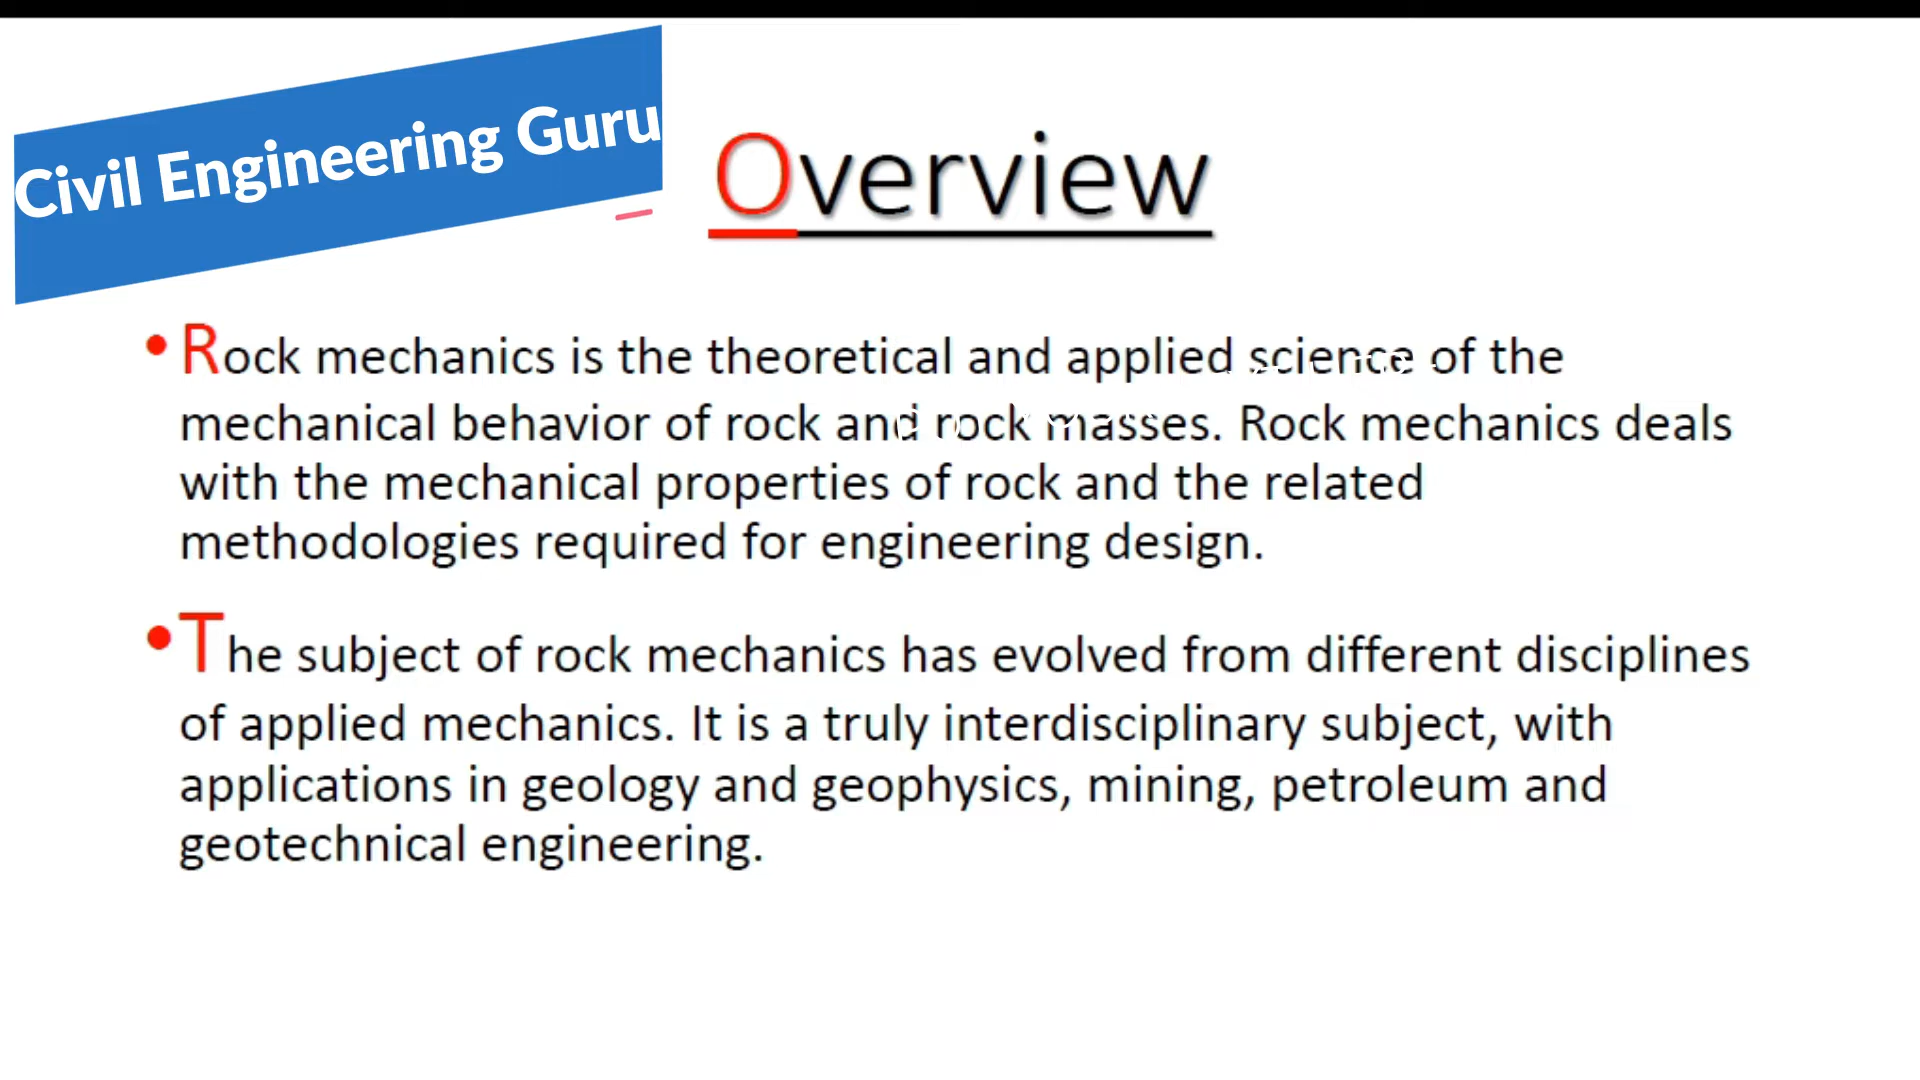 Civil Engineering Guru
Overview
• Rock mechanics is the theoretical and applied science of the
mechanical behavior of rock and rock masses. Rock mechanics deals
with the mechanical properties of rock and the related
methodologies required for engineering design.
• The subject of rock mechanics has evolved from different disciplines
of applied mechanics. It is a truly interdisciplinary subject, with
applications in geology and geophysics, mining, petroleum and
geotechnical engineering.